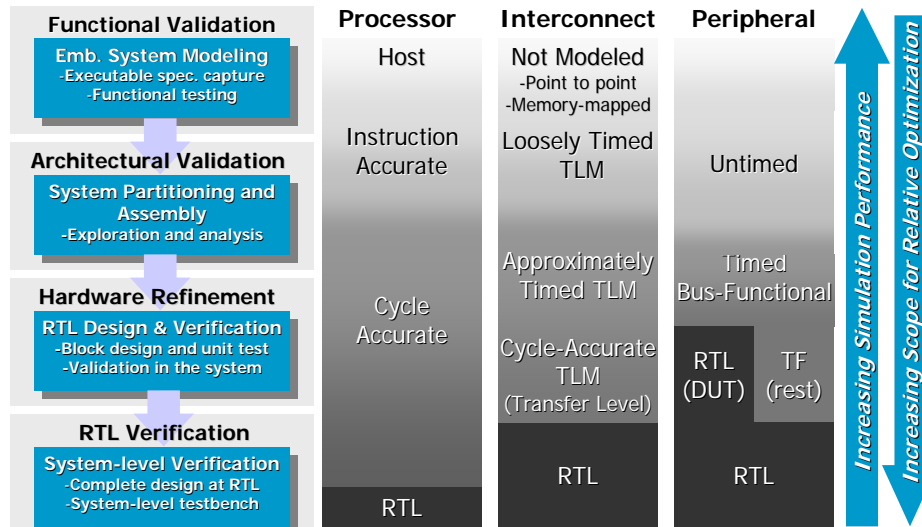 Functional Validation
Emb. System Modeling
-Executable spec. capture
-Functional testing
Architectural Validation
System Partitioning and
Assembly
-Exploration and analysis
Hardware Refinement
RTL Design & Verification
-Block design and unit test
-Validation in the system
RTL Verification
System-level Verification
-Complete design at RTL
-System-level testbench
Processor
Host
Instruction
Accurate
Cycle
Accurate
RTL
Interconnect
Not Modeled
-Point to point
-Memory-mapped
Loosely Timed
TLM
Approximately
Timed TLM
Cycle-Accurate
TLM
(Transfer Level)
RTL
Peripheral
Untimed
Timed
Bus-Functional
RTL
(DUT)
TF
(rest)
RTL
Increasing Simulation Performance
Increasing Scope for Relative Optimization